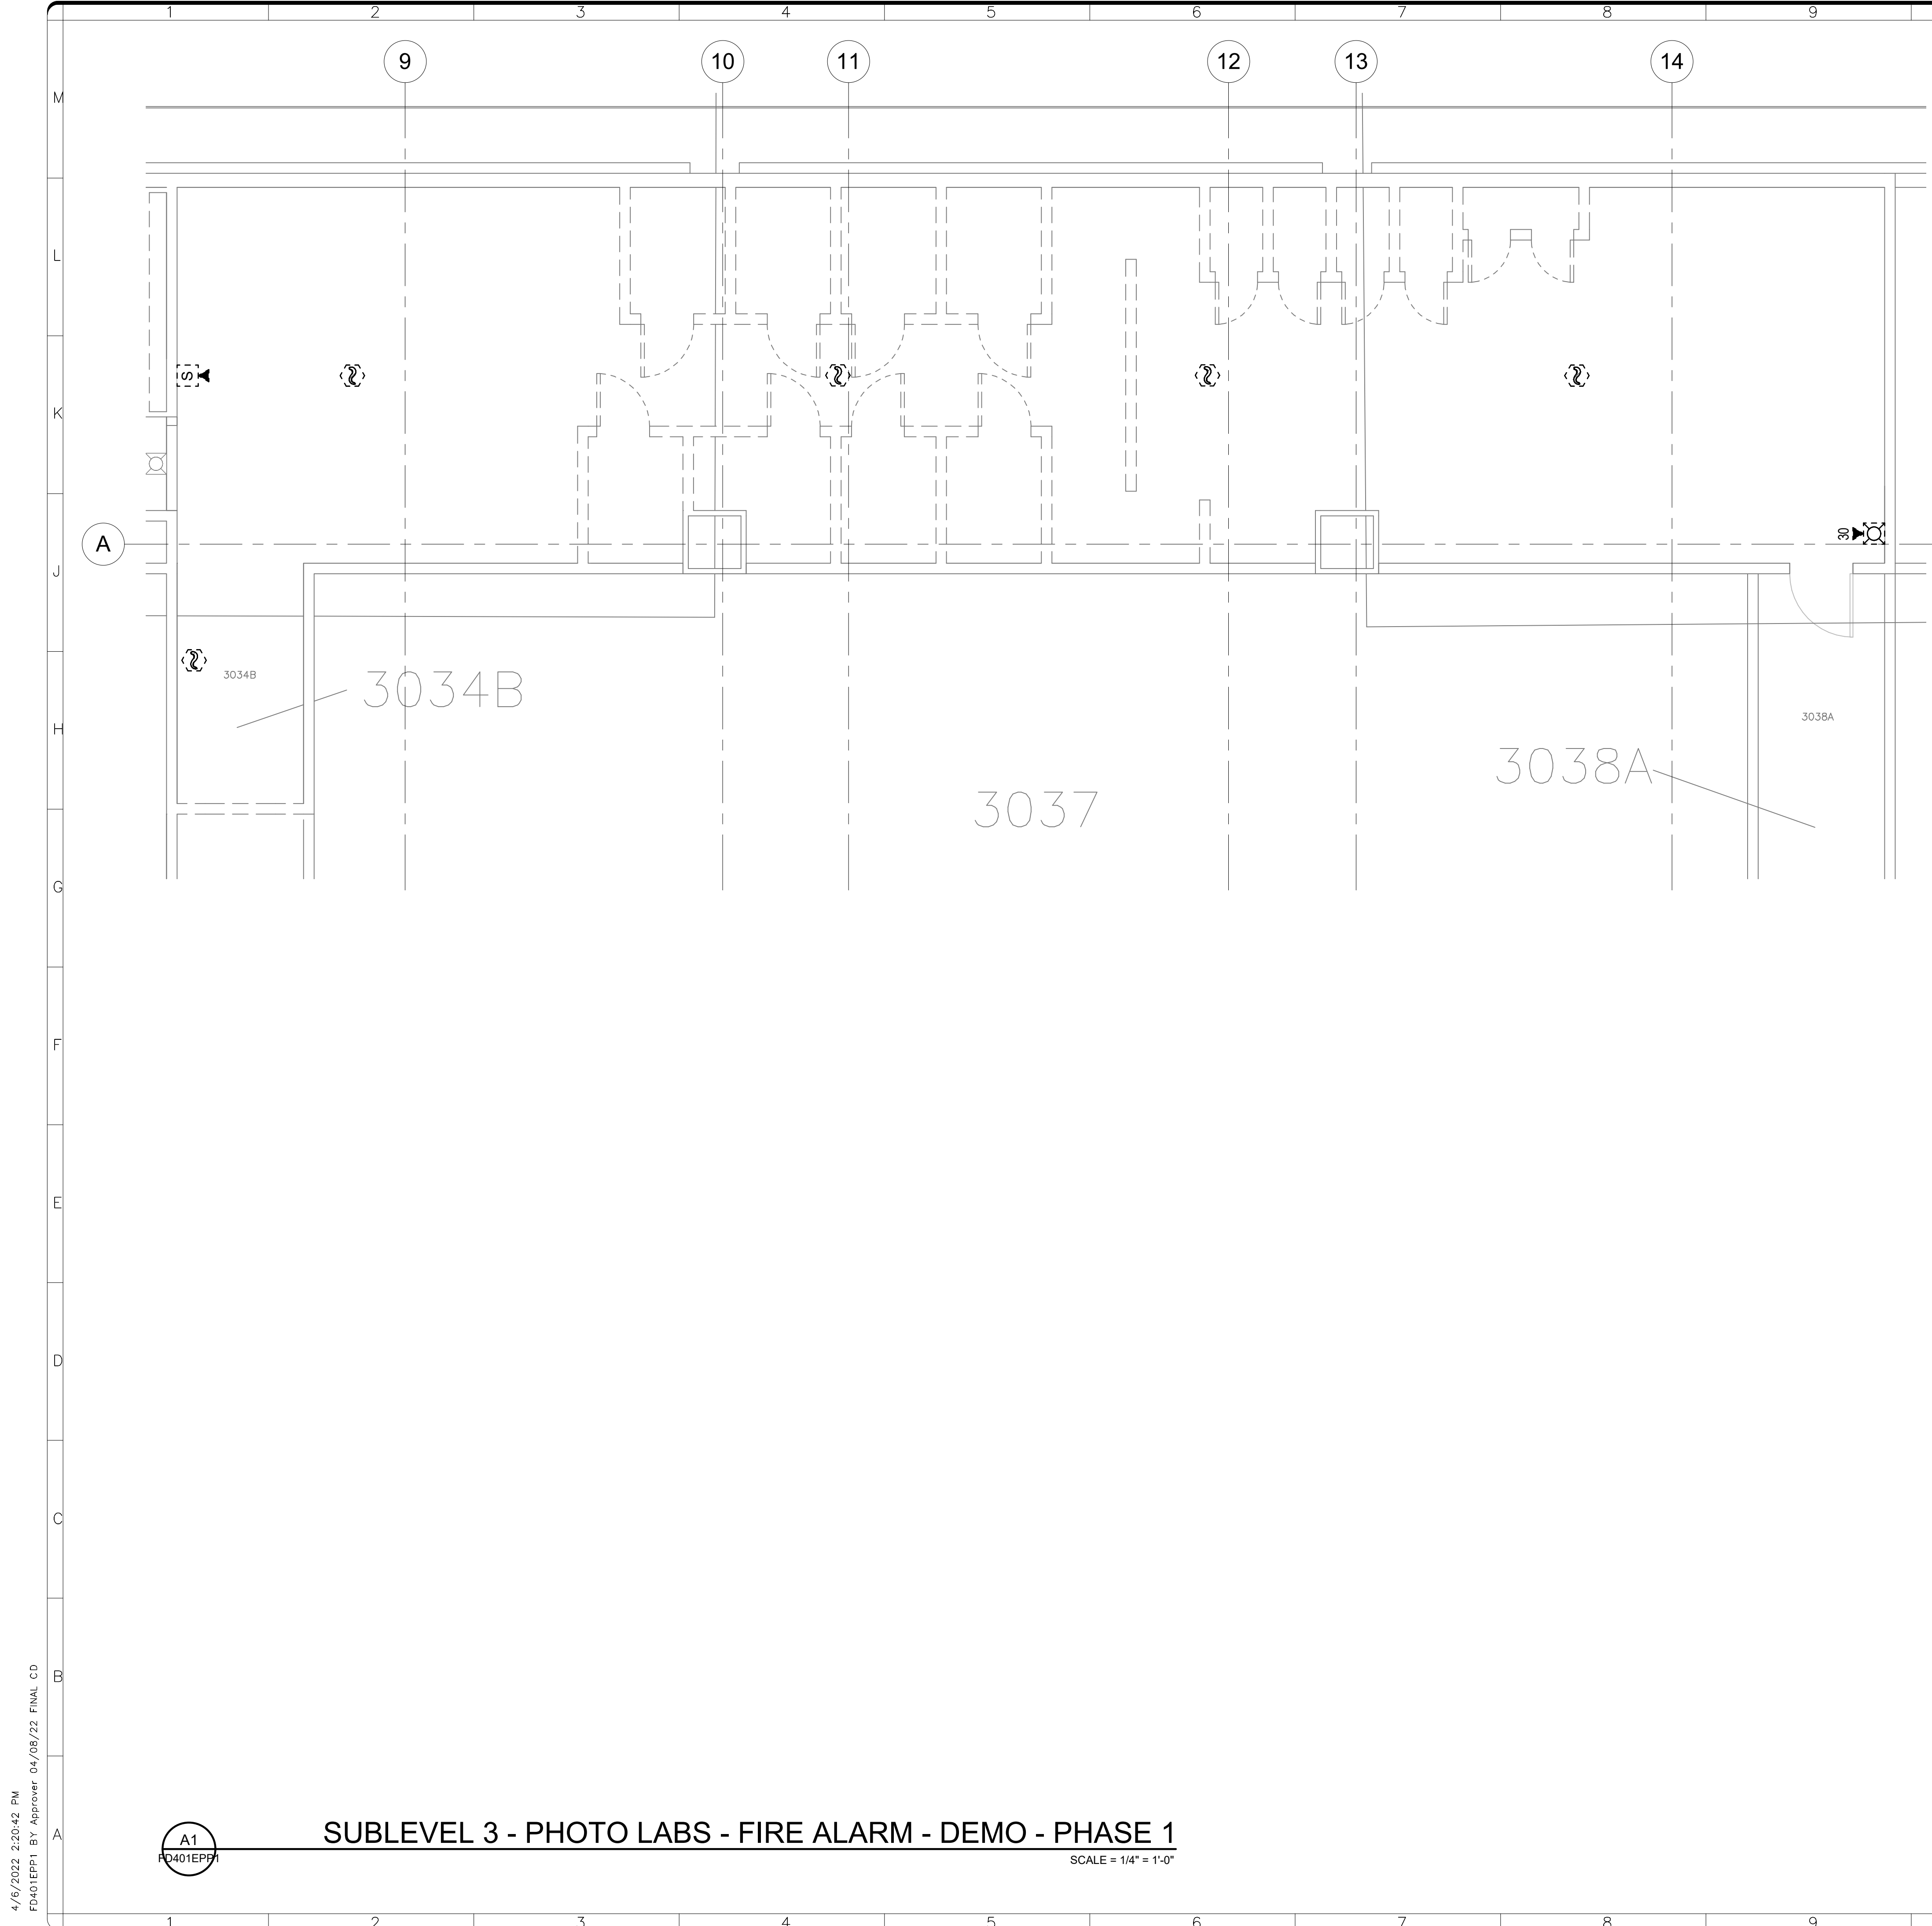 1 2 3 4 5 6 7 8 9
9 10 11 12 13 14
M
L
S
K
30
A
J
3034B
3034B
H
3038A
3038A
3037
G
F
E
D
C
B
A
SUBLEVEL 3 - PHOTO LABS - FIRE ALARM - DEMO - PHASE 1
A1
FD401EPP1
SCALE = 1/4" = 1'-0"
4/6/2022 2:20:42 PM
FD401EPP1 BY Approver 04/08/22 FINAL CD
1 2 3 4 5 6 7 8 9